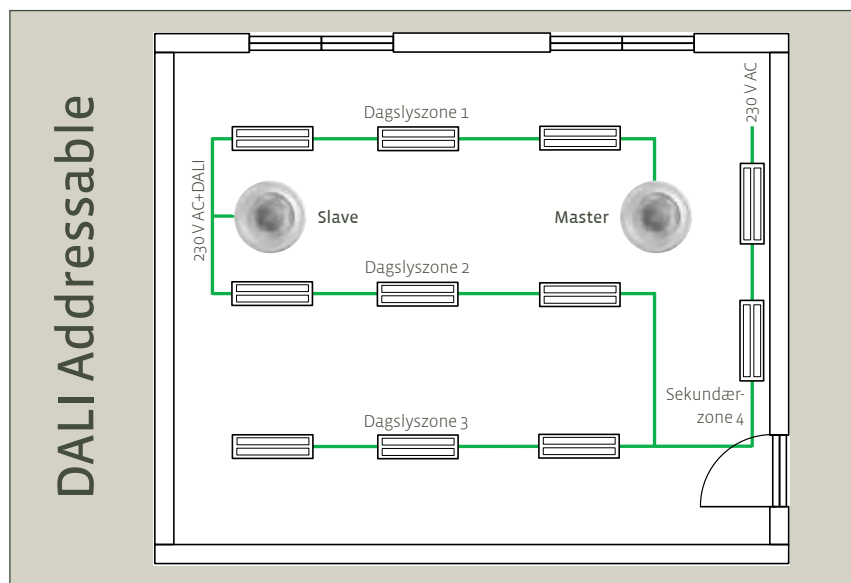 DALI Addressable
Dagslyszone 1
230 V AC
230 V AC+DALI
Slave
Master
Dagslyszone 2
Sekundær-
zone 4
Dagslyszone 3